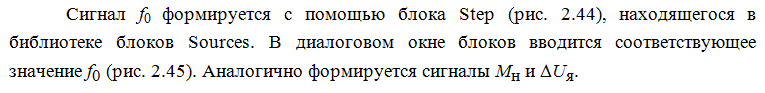 Сигнал f0 формируется с помощью блока Step (рис. 2.44), находящегося в
библиотеке блоков Sources. В диалоговом окне блоков вводится соответствующее
значение f0 (рис. 2.45). Аналогично формируется сигналы Mн и ΔUя.